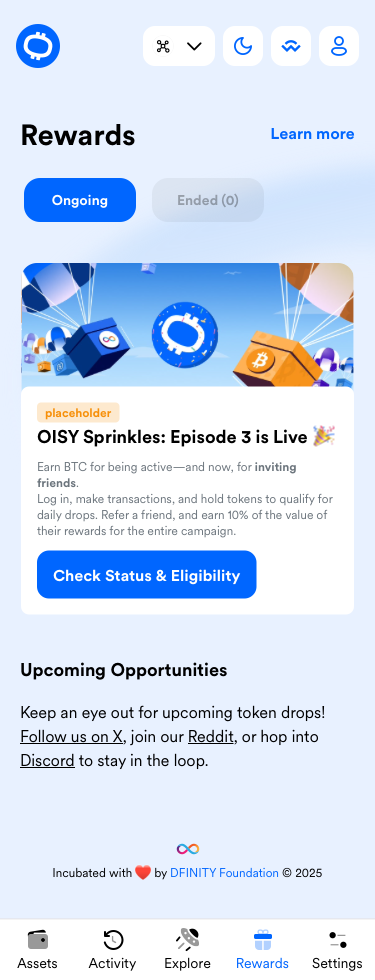 Rewards
Learn more
Ongoing
Ended (0)
placeholder
OISY Sprinkles: Episode 3 is Live 🎉
Earn BTC for being active—and now, for inviting
friends.
Log in, make transactions, and hold tokens to qualify for
daily drops. Refer a friend, and earn 10% of the value of
their rewards for the entire campaign.
Check Status & Eligibility
Upcoming Opportunities
Keep an eye out for upcoming token drops!
Follow us on X, join our Reddit, or hop into
Discord to stay in the loop.
Incubated with ❤️ by DFINITY Foundation © 2025
Assets
Activity
Explore
Rewards
Settings